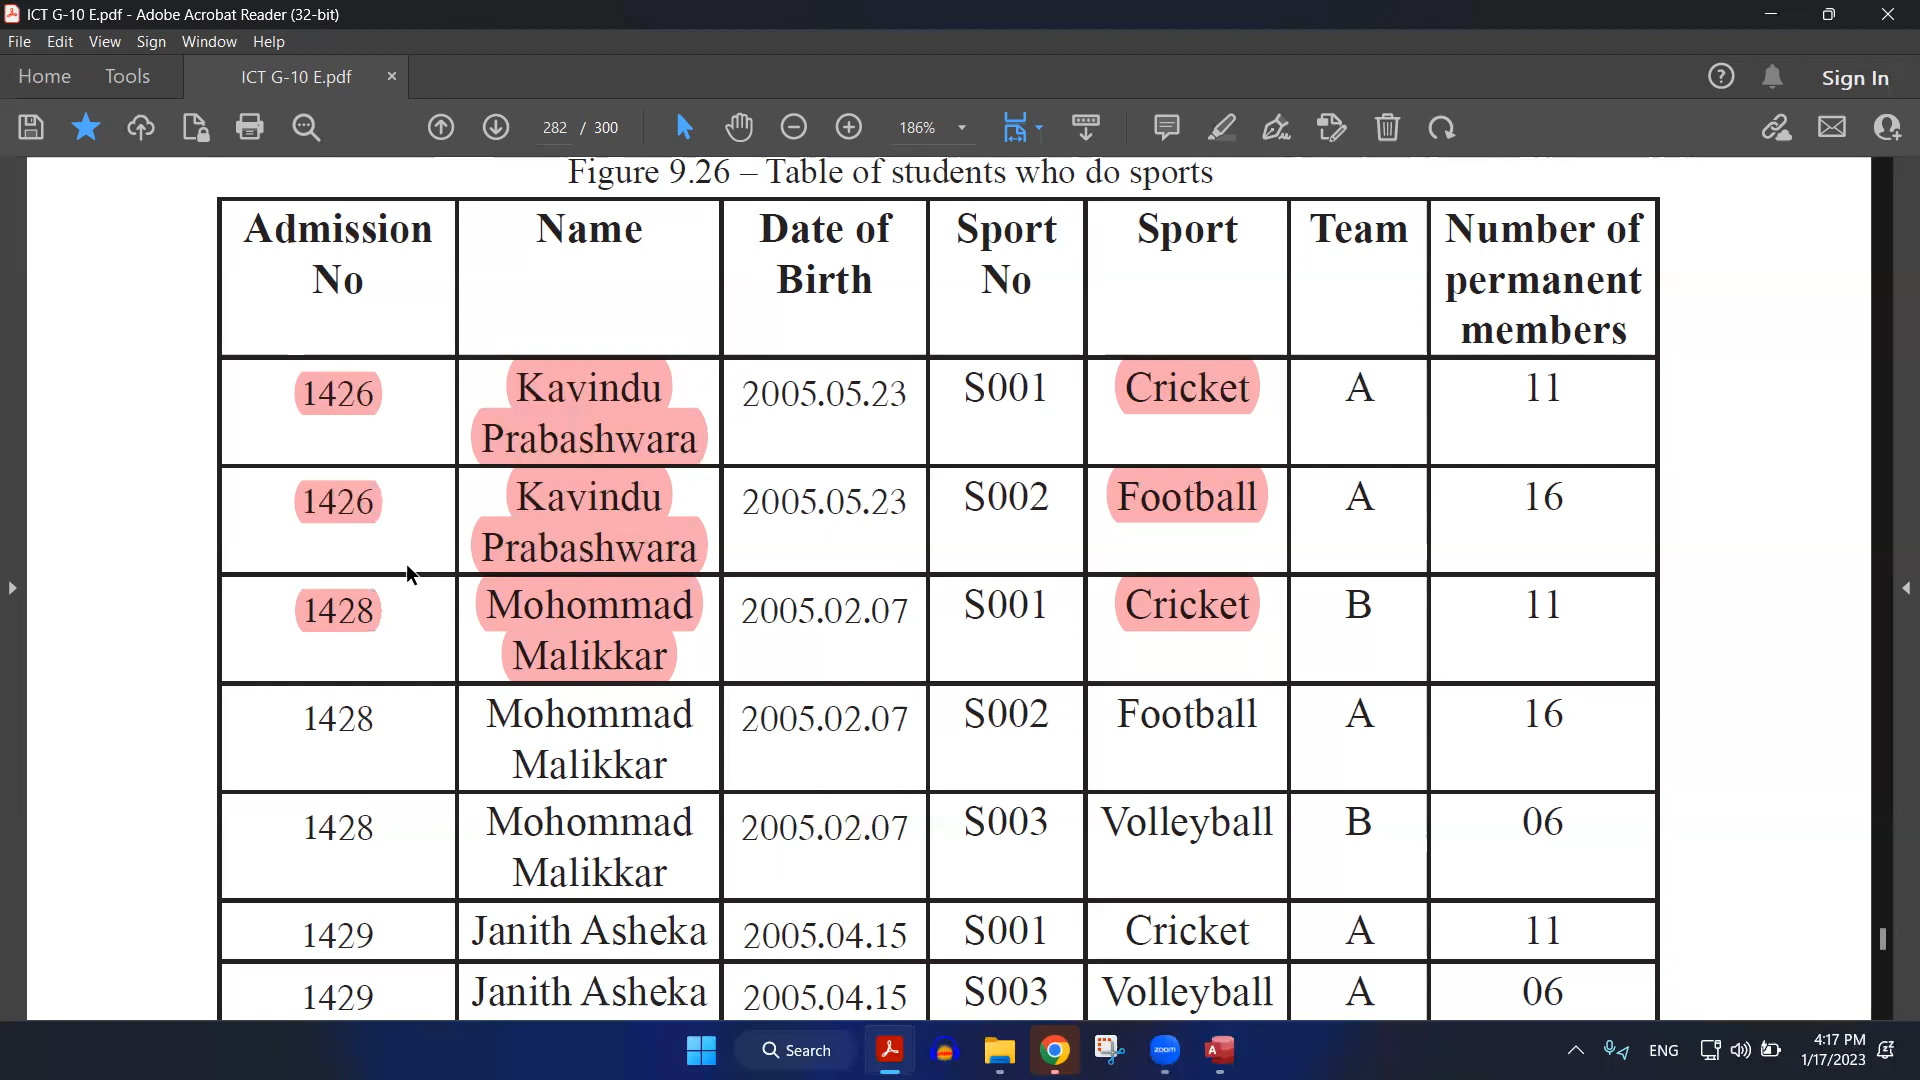 ICT G-10 E.pdf - Adobe Acrobat Reader (32-bit)
File Edit View Sign Window Help
Home Tools ICT G-10 E.pdf × Sign In
282 / 300 186%
Figure 9.26 – Table of students who do sports
Admission No Name Date of Birth Sport No Sport Team Number of permanent members
1426 Kavindu Prabashwara 2005.05.23 S001 Cricket A 11
1426 Kavindu Prabashwara 2005.05.23 S002 Football A 16
1428 Mohommad Malikkar 2005.02.07 S001 Cricket B 11
1428 Mohommad Malikkar 2005.02.07 S002 Football A 16
1428 Mohommad Malikkar 2005.02.07 S003 Volleyball B 06
1429 Janith Asheka 2005.04.15 S001 Cricket A 11
1429 Janith Asheka 2005.04.15 S003 Volleyball A 06
Search zoom ENG 4:17 PM
1/17/2023